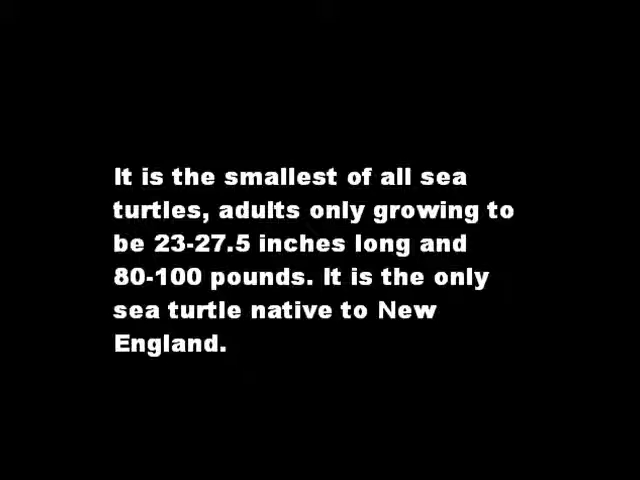 It is the smallest of all sea
turtles, adults only growing to
be 23-27.5 inches long and
80-100 pounds. It is the only
sea turtle native to New
England.